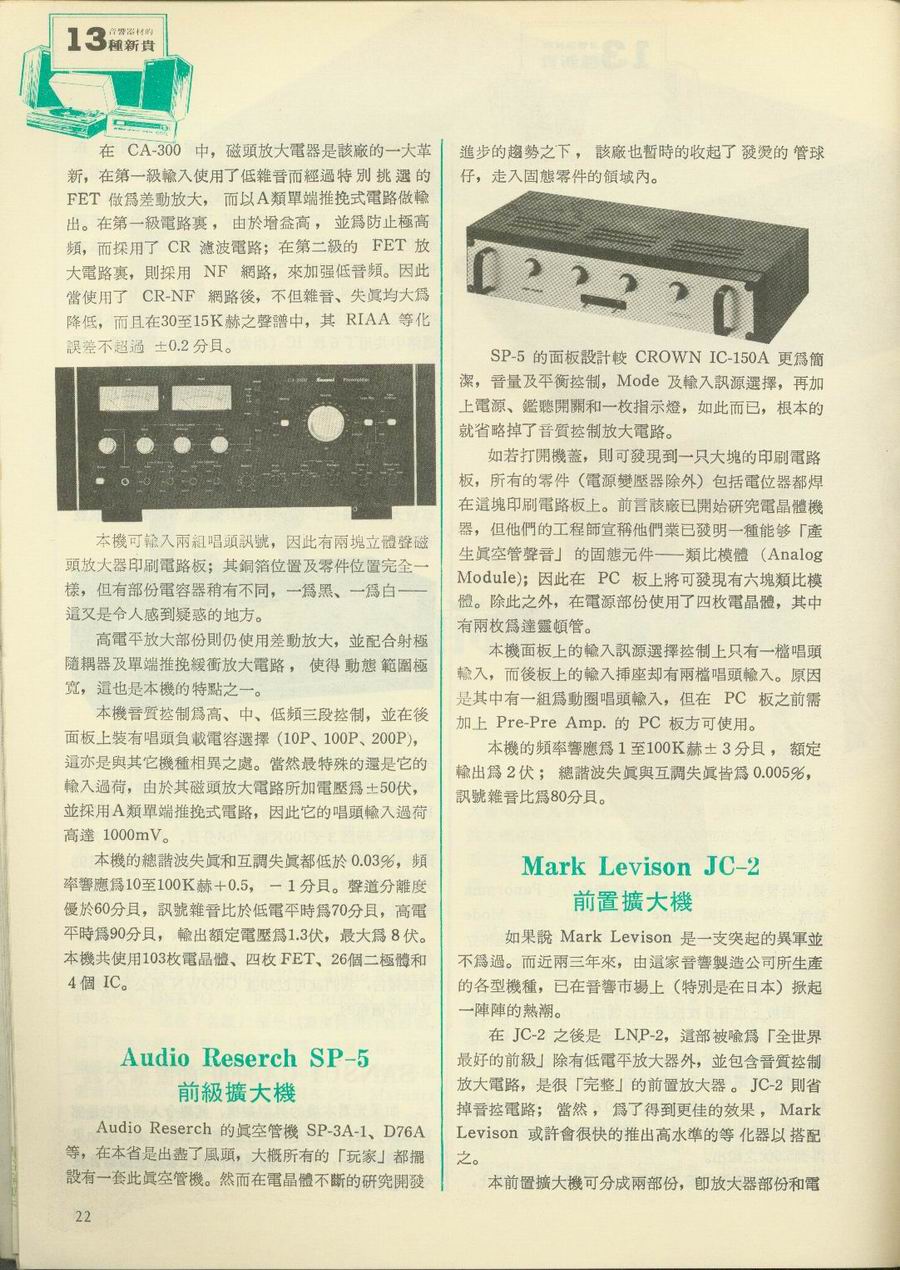 13 音響器材的
種新貴
在 CA-300 中，磁頭放大電器是該廠的一大革
新，在第一級輸入使用了低雜音而經過特別挑選的
FET 做爲差動放大， 而以A類單端推挽式電路做輸
出。在第一級電路裏， 由於增益高， 並爲防止極高
頻，而採用了 CR 濾波電路；在第二級的 FET 放
大電路裏，則採用 NF 網路，來加强低音頻。因此
當使用了 CR-NF 網路後，不但雜音、失眞均大爲
降低，而且在30至15K赫之聲譜中，其 RIAA 等化
誤差不超過 ±0.2 分貝。
本機可輸入兩組唱頭訊號，因此有兩塊立體聲磁
頭放大器印刷電路板；其銅箔位置及零件位置完全一
樣，但有部份電容器稍有不同，一爲黑、一爲白——
這又是令人感到疑惑的地方。
高電平放大部份則仍使用差動放大，並配合射極
隨耦器及單端推挽緩衝放大電路， 使得動態範圍極
寬，這也是本機的特點之一。
本機音質控制爲高、中、低頻三段控制，並在後
面板上裝有唱頭負載電容選擇 (10P、100P、200P)，
這亦是與其它機種相異之處。當然最特殊的還是它的
輸入過荷，由於其磁頭放大電路所加電壓爲±50伏，
並採用A類單端推挽式電路，因此它的唱頭輸入過荷
高達 1000mV。
本機的總諧波失眞和互調失眞都低於 0.03%，頻
率響應爲10至100K赫+0.5， −1分貝。聲道分離度
優於60分貝，訊號雜音比於低電平時爲70分貝，高電
平時爲90分貝， 輸出額定電壓爲1.3伏，最大爲 8 伏。
本機共使用103枚電晶體、四枚 FET、26個二極體和
4 個 IC。
Audio Reserch SP-5
前級擴大機
Audio Reserch 的眞空管機 SP-3A-1、D76A
等，在本省是出盡了風頭，大概所有的「玩家」都擺
設有一套此眞空管機。然而在電晶體不斷的研究開發
進步的趨勢之下， 該廠也暫時的收起了發燙的管球
仔，走入固態零件的領域內。
SP-5 的面板設計較 CROWN IC-150A 更爲簡
潔，音量及平衡控制，Mode 及輸入訊源選擇，再加
上電源、鑑聽開關和一枚指示燈，如此而已，根本的
就省略掉了音質控制放大電路。
如若打開機蓋，則可發現到一只大塊的印刷電路
板，所有的零件（電源變壓器除外）包括電位器都焊
在這塊印刷電路板上。前言該廠已開始研究電晶體機
器，但他們的工程師宣稱他們業已發明一種能够「產
生眞空管聲音」的固態元件——類比模體 (Analog
Module)；因此在 PC 板上將可發現有六塊類比模
體。除此之外，在電源部份使用了四枚電晶體，其中
有兩枚爲達靈頓管。
本機面板上的輸入訊源選擇控制上只有一檔唱頭
輸入，而後板上的輸入揷座却有兩檔唱頭輸入。原因
是其中有一組爲動圈唱頭輸入，但在 PC 板之前需
加上 Pre-Pre Amp. 的 PC 板方可使用。
本機的頻率響應爲 1 至100K赫± 3 分貝， 額定
輸出爲 2 伏； 總諧波失眞與互調失眞皆爲 0.005%，
訊號雜音比爲80分貝。
Mark Levison JC-2
前置擴大機
如果說 Mark Levison 是一支突起的異軍並
不爲過。而近兩三年來，由這家音響製造公司所生產
的各型機種，已在音響市場上（特別是在日本）掀起
一陣陣的熱潮。
在 JC-2 之後是 LNP-2，這部被喩爲「全世界
最好的前級」除有低電平放大器外，並包含音質控制
放大電路，是很「完整」的前置放大器。JC-2 則省
掉音控電路；當然， 爲了得到更佳的效果， Mark
Levison 或許會很快的推出高水準的等化器以搭配
之。
本前置擴大機可分成兩部份，卽放大器部份和電
22